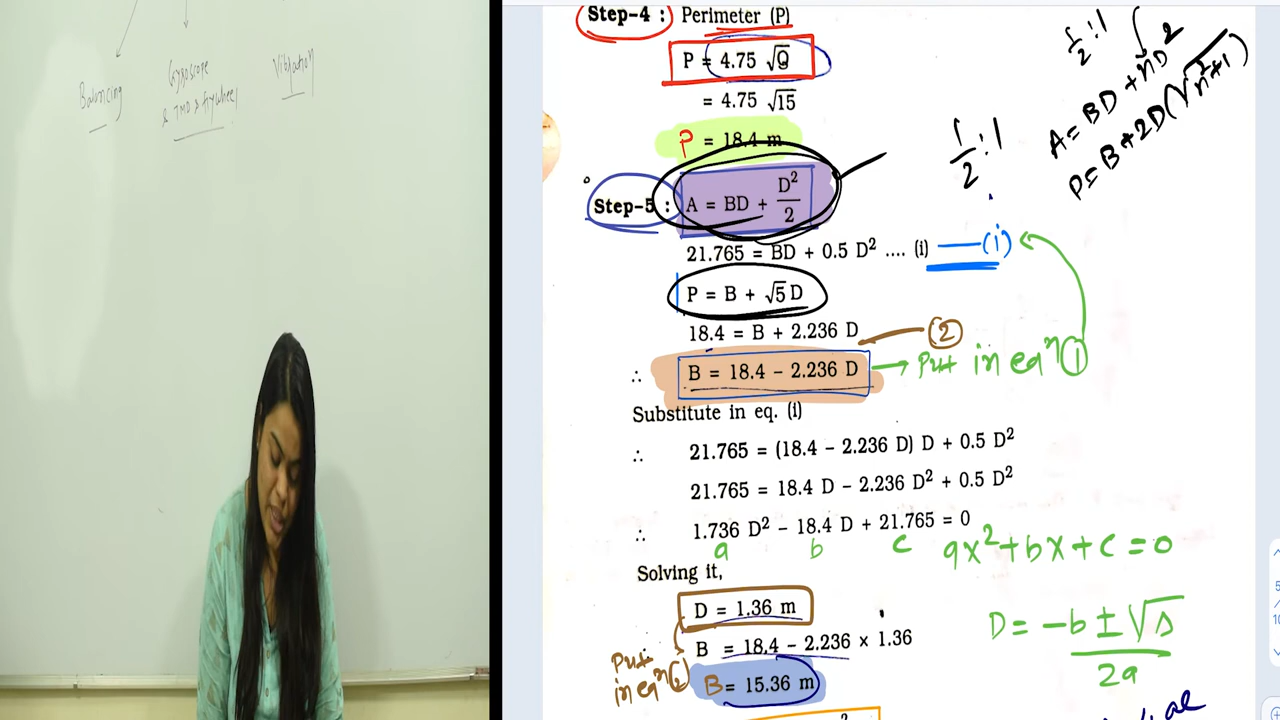 Balancing
Gyroscope
& TMD & flywheel
Vibration
Step-4 : Perimeter (P)
P = 4.75 √Q
= 4.75 √15
P = 18.4 m
Step-5 : A = BD + D²/2
21.765 = BD + 0.5 D² .... (i) —(i)
P = B + √5 D
18.4 = B + 2.236 D
(2)
∴ B = 18.4 − 2.236 D
→ Put in eqⁿ (1)
Substitute in eq. (i)
∴ 21.765 = (18.4 − 2.236 D) D + 0.5 D²
21.765 = 18.4 D − 2.236 D² + 0.5 D²
∴ 1.736 D² − 18.4 D + 21.765 = 0
a b c ax²+bx+c=0
Solving it,
D = 1.36 m
B = 18.4 − 2.236 × 1.36
Put in eqⁿ
B = 15.36 m
D = −b ± √Δ / 2a
½:1
½:1
A = BD + nD²
P = B + 2D(√n²+1)